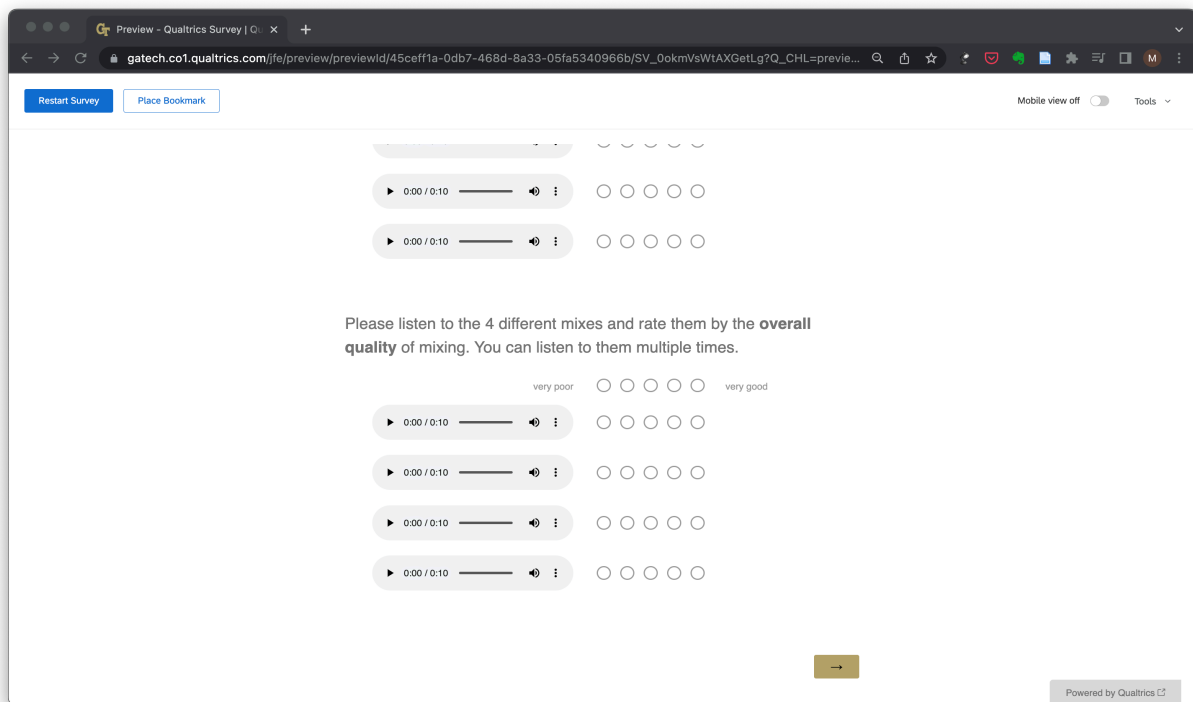 Preview - Qualtrics Survey | Qu
gatech.co1.qualtrics.com/jfe/preview/previewId/45ceff1a-0db7-468d-8a33-05fa5340966b/SV_0okmVsWtAXGetLg?Q_CHL=previe...
M
Restart Survey
Place Bookmark
Mobile view off
Tools
0:00 / 0:10
0:00 / 0:10
Please listen to the 4 different mixes and rate them by the overall
quality of mixing. You can listen to them multiple times.
very poor
very good
0:00 / 0:10
0:00 / 0:10
0:00 / 0:10
0:00 / 0:10
→
Powered by Qualtrics